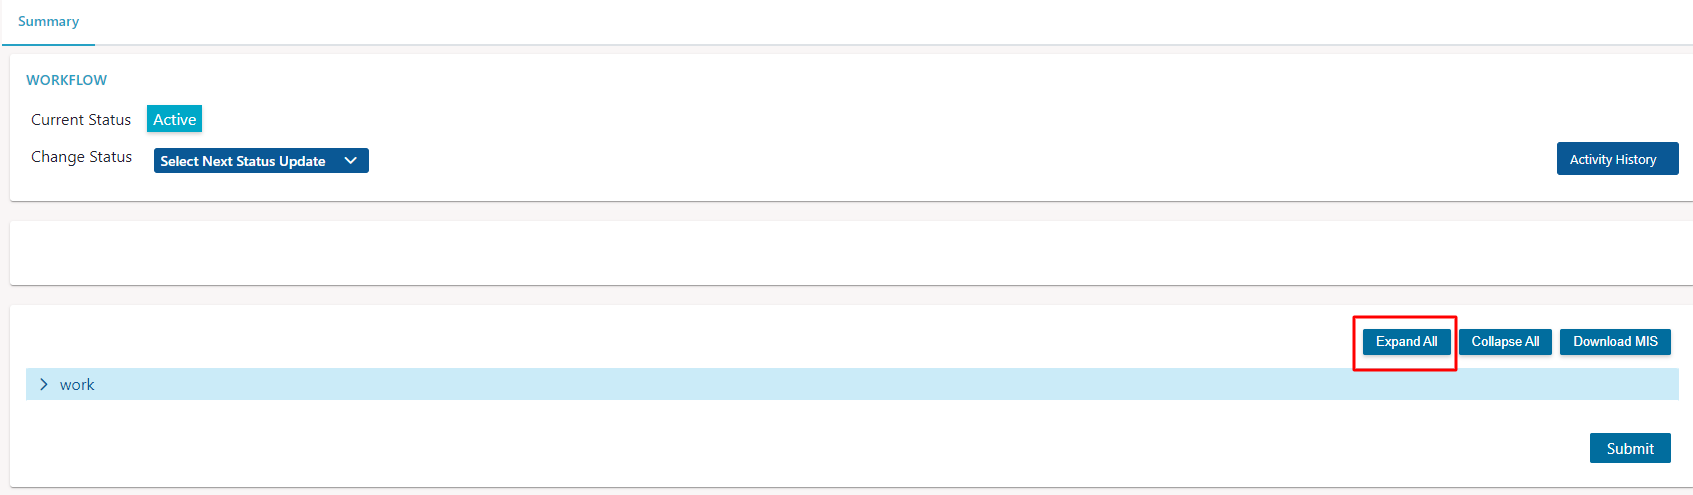 Summary
WORKFLOW
Current Status Active
Change Status Select Next Status Update
Activity History
Expand All Collapse All Download MIS
work
Submit